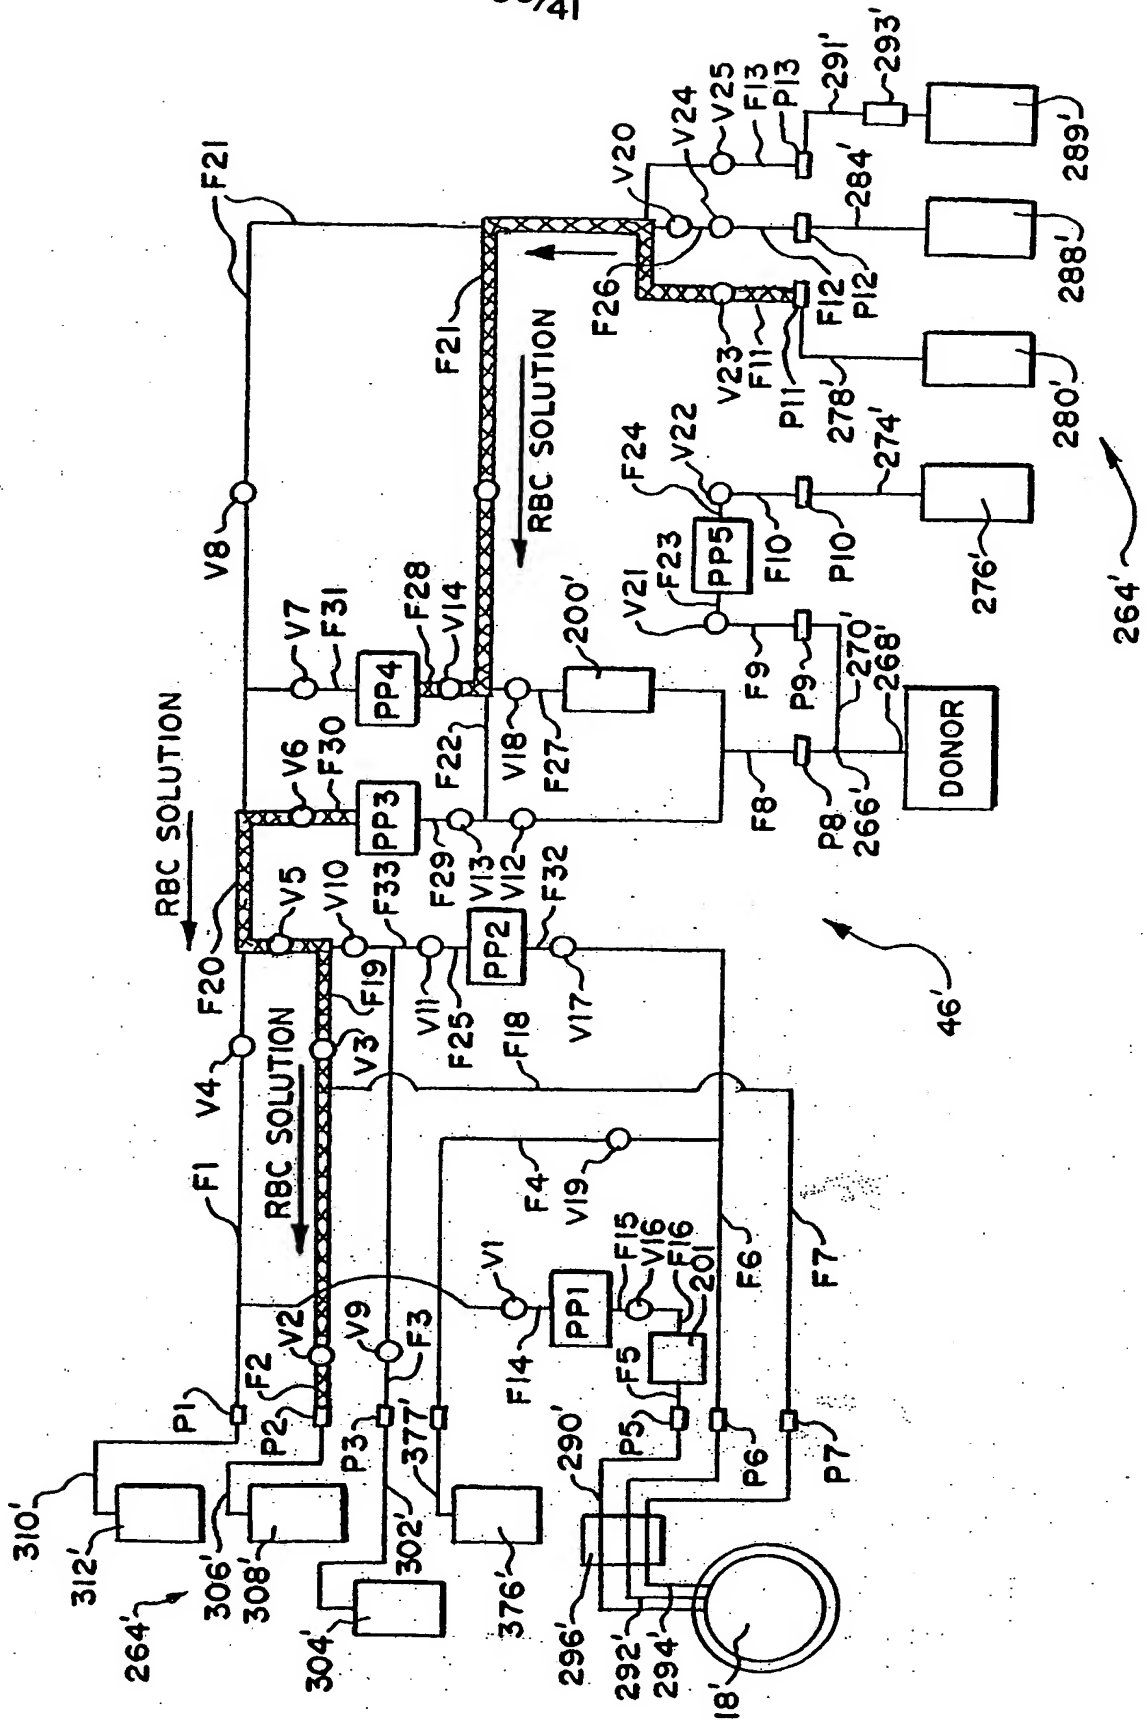 /41
310'
312'
264'
306'
308'
304'
P1
P2
F2
V2
P3
302'
V9
F3
377'
376'
296'
290'
292'
294'
18'
P5
F5
P6
P7
F1
RBC SOLUTION
V4
V3
F19
F14
V1
PP1
F15
V16
F16
201
F4
V19
F18
F6
F7
RBC SOLUTION
F20
V5
V10
F33
V11
F25
PP2
F32
V17
V6
F30
PP3
F29
V13
V12
V7
F31
PP4
F28
V14
F22
V18
F27
200'
V8
F21
F21
RBC SOLUTION
F8
P8
266'
268'
270'
DONOR
46'
V21
F23
PP5
F24
V22
F9
P9
F10
P10
274'
276'
F26
V23
F11
P11
278'
280'
V20
V24
F12
P12
284'
288'
V25
F13
P13
291'
293'
289'
264'